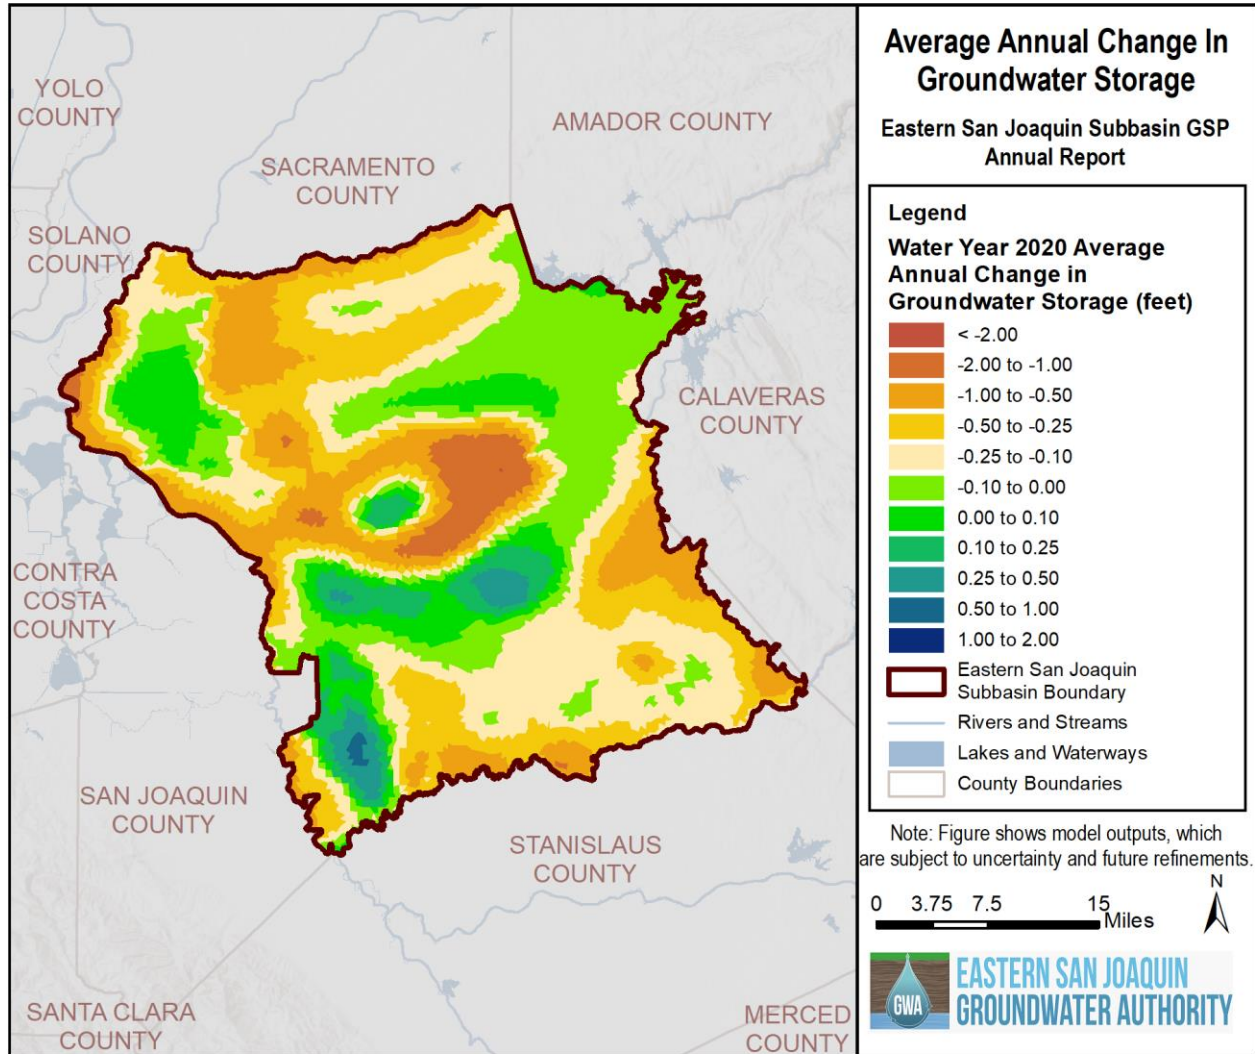 YOLO
COUNTY
AMADOR COUNTY
SACRAMENTO
COUNTY
SOLANO
COUNTY
CALAVERAS
COUNTY
CONTRA
COSTA
COUNTY
SAN JOAQUIN
COUNTY
STANISLAUS
COUNTY
SANTA CLARA
COUNTY
MERCED
COUNTY
Average Annual Change In
Groundwater Storage
Eastern San Joaquin Subbasin GSP
Annual Report
Legend
Water Year 2020 Average
Annual Change in
Groundwater Storage (feet)
< -2.00
-2.00 to -1.00
-1.00 to -0.50
-0.50 to -0.25
-0.25 to -0.10
-0.10 to 0.00
0.00 to 0.10
0.10 to 0.25
0.25 to 0.50
0.50 to 1.00
1.00 to 2.00
Eastern San Joaquin
Subbasin Boundary
Rivers and Streams
Lakes and Waterways
County Boundaries
Note: Figure shows model outputs, which
are subject to uncertainty and future refinements.
N
0 3.75 7.5 15
Miles
GWA
EASTERN SAN JOAQUIN
GROUNDWATER AUTHORITY